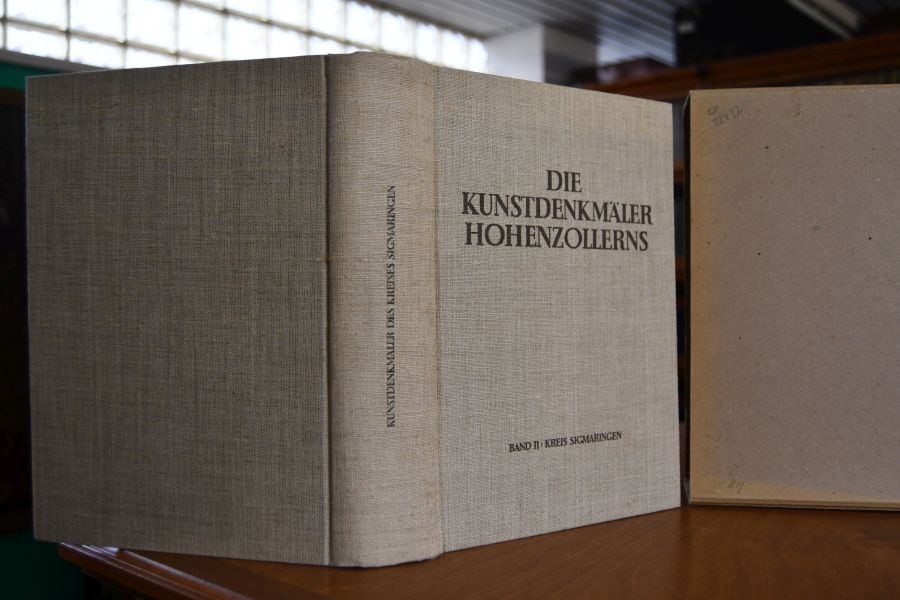 KUNSTDENKMÄLER DES KREISES SIGMARINGEN
DIE
KUNSTDENKMÄLER
HOHENZOLLERNS
BAND II: KREIS SIGMARINGEN